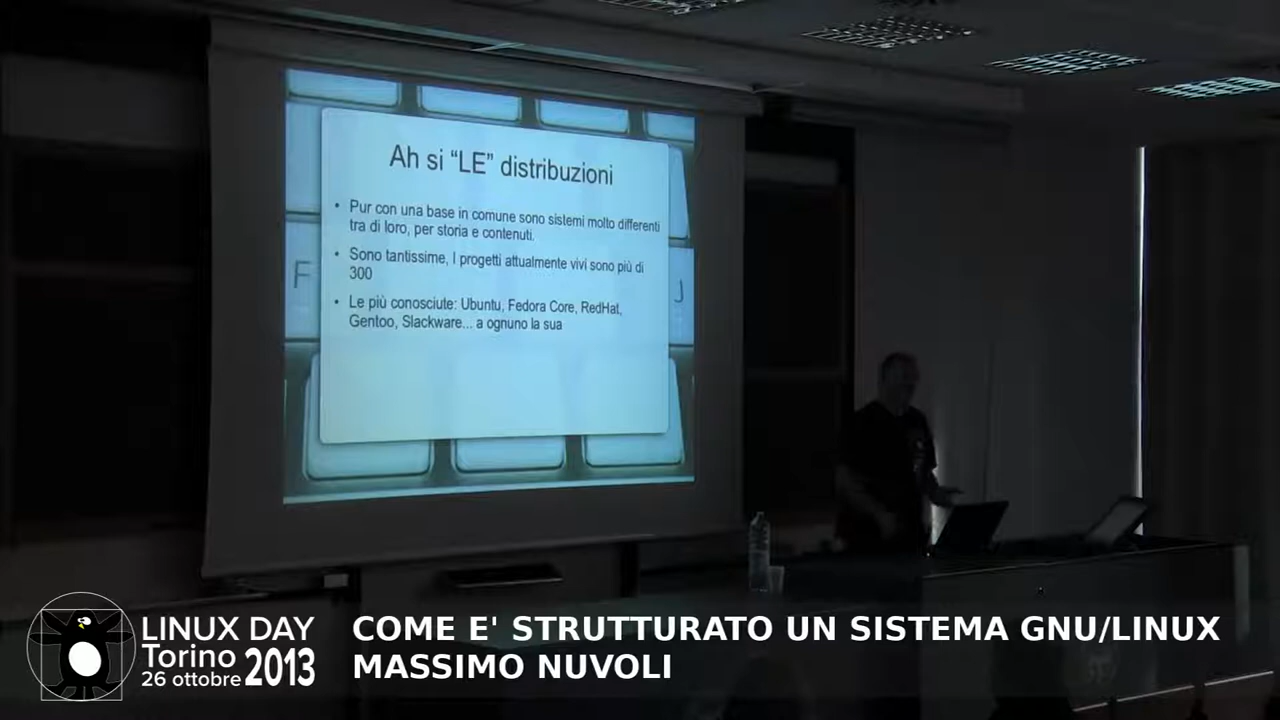 Ah si “LE” distribuzioni
• Pur con una base in comune sono sistemi molto differenti
tra di loro, per storia e contenuti.
• Sono tantissime, I progetti attualmente vivi sono più di
300
• Le più conosciute: Ubuntu, Fedora Core, RedHat,
Gentoo, Slackware... a ognuno la sua
F
J
LINUX DAY
Torino
26 ottobre 2013
COME E' STRUTTURATO UN SISTEMA GNU/LINUX
MASSIMO NUVOLI